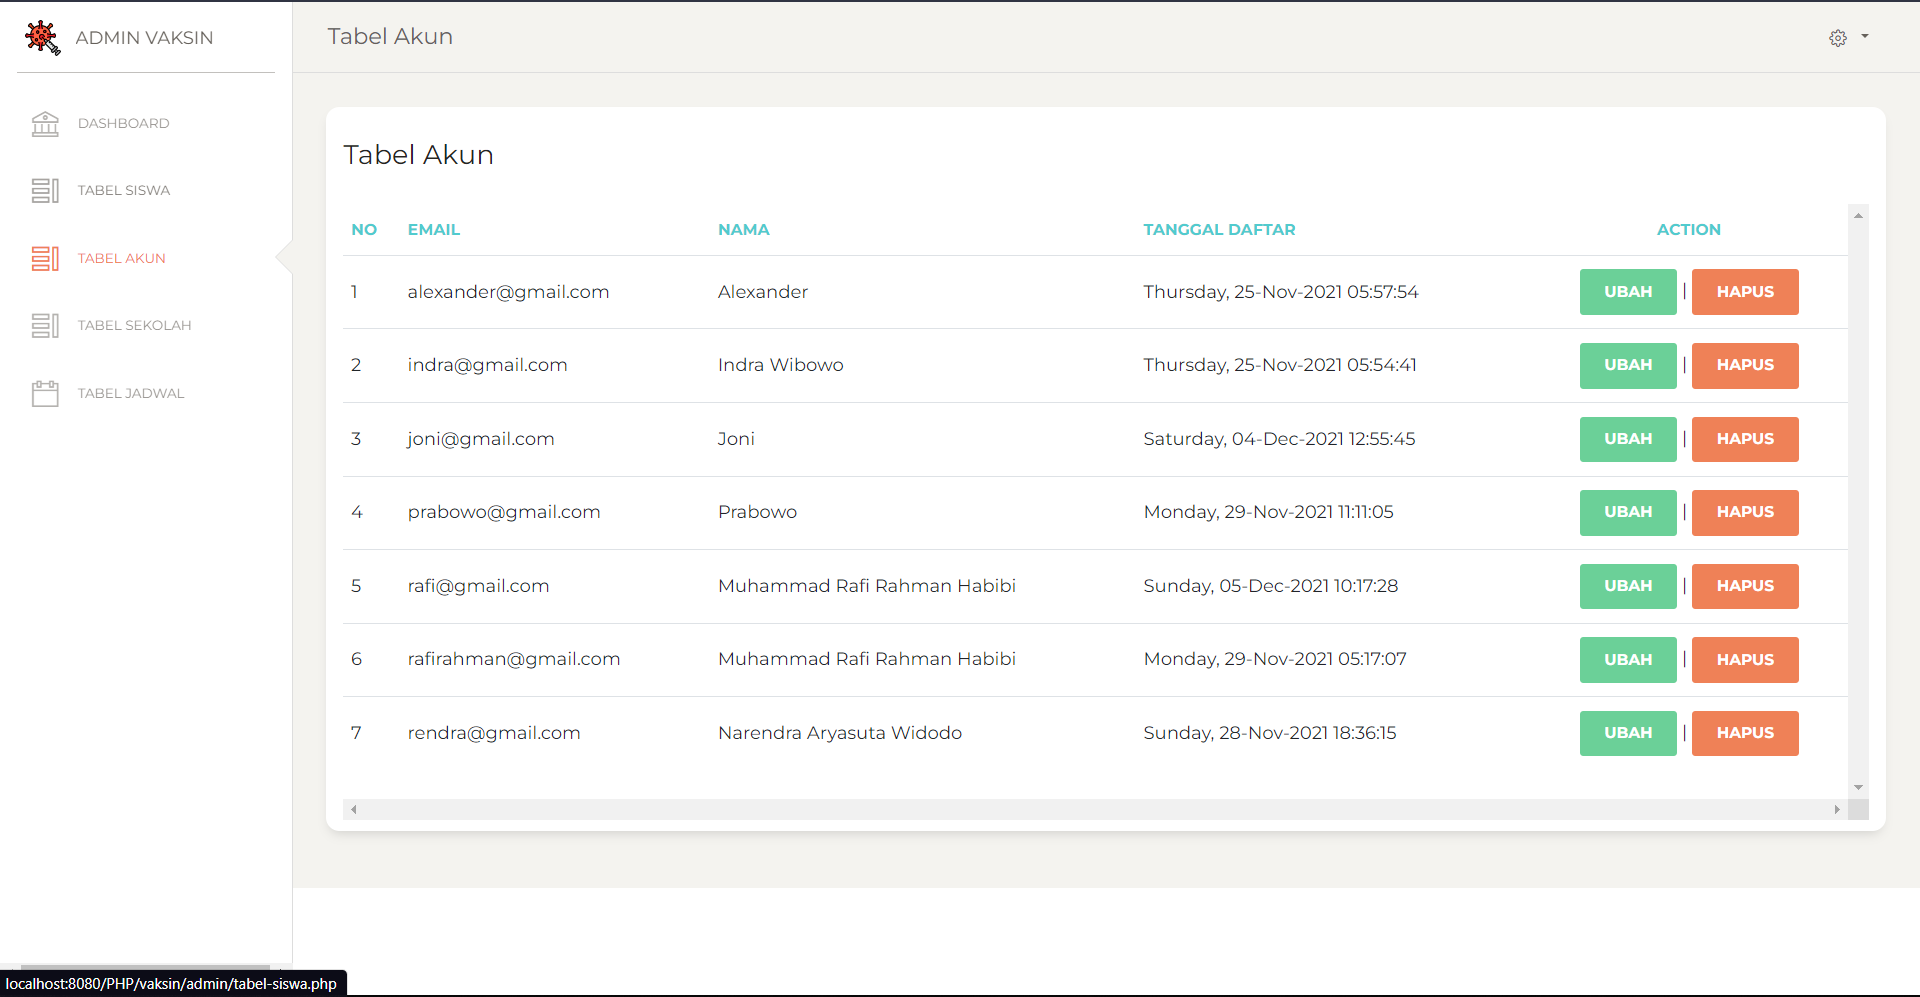 ADMIN VAKSIN
Tabel Akun
DASHBOARD
TABEL SISWA
TABEL AKUN
TABEL SEKOLAH
TABEL JADWAL
Tabel Akun
NO EMAIL NAMA TANGGAL DAFTAR ACTION
1 alexander@gmail.com Alexander Thursday, 25-Nov-2021 05:57:54 UBAH | HAPUS
2 indra@gmail.com Indra Wibowo Thursday, 25-Nov-2021 05:54:41 UBAH | HAPUS
3 joni@gmail.com Joni Saturday, 04-Dec-2021 12:55:45 UBAH | HAPUS
4 prabowo@gmail.com Prabowo Monday, 29-Nov-2021 11:11:05 UBAH | HAPUS
5 rafi@gmail.com Muhammad Rafi Rahman Habibi Sunday, 05-Dec-2021 10:17:28 UBAH | HAPUS
6 rafirahman@gmail.com Muhammad Rafi Rahman Habibi Monday, 29-Nov-2021 05:17:07 UBAH | HAPUS
7 rendra@gmail.com Narendra Aryasuta Widodo Sunday, 28-Nov-2021 18:36:15 UBAH | HAPUS
localhost:8080/PHP/vaksin/admin/tabel-siswa.php